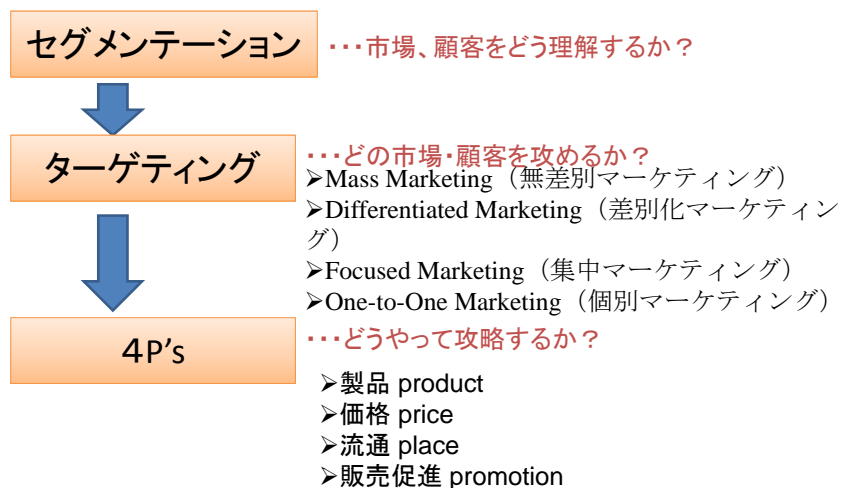 セグメンテーション
・・・市場、顧客をどう理解するか？
ターゲティング
・・・どの市場・顧客を攻めるか？
➢Mass Marketing（無差別マーケティング）
➢Differentiated Marketing（差別化マーケティン
グ）
➢Focused Marketing（集中マーケティング）
➢One-to-One Marketing（個別マーケティング）
４P's
・・・どうやって攻略するか？
➢製品 product
➢価格 price
➢流通 place
➢販売促進 promotion